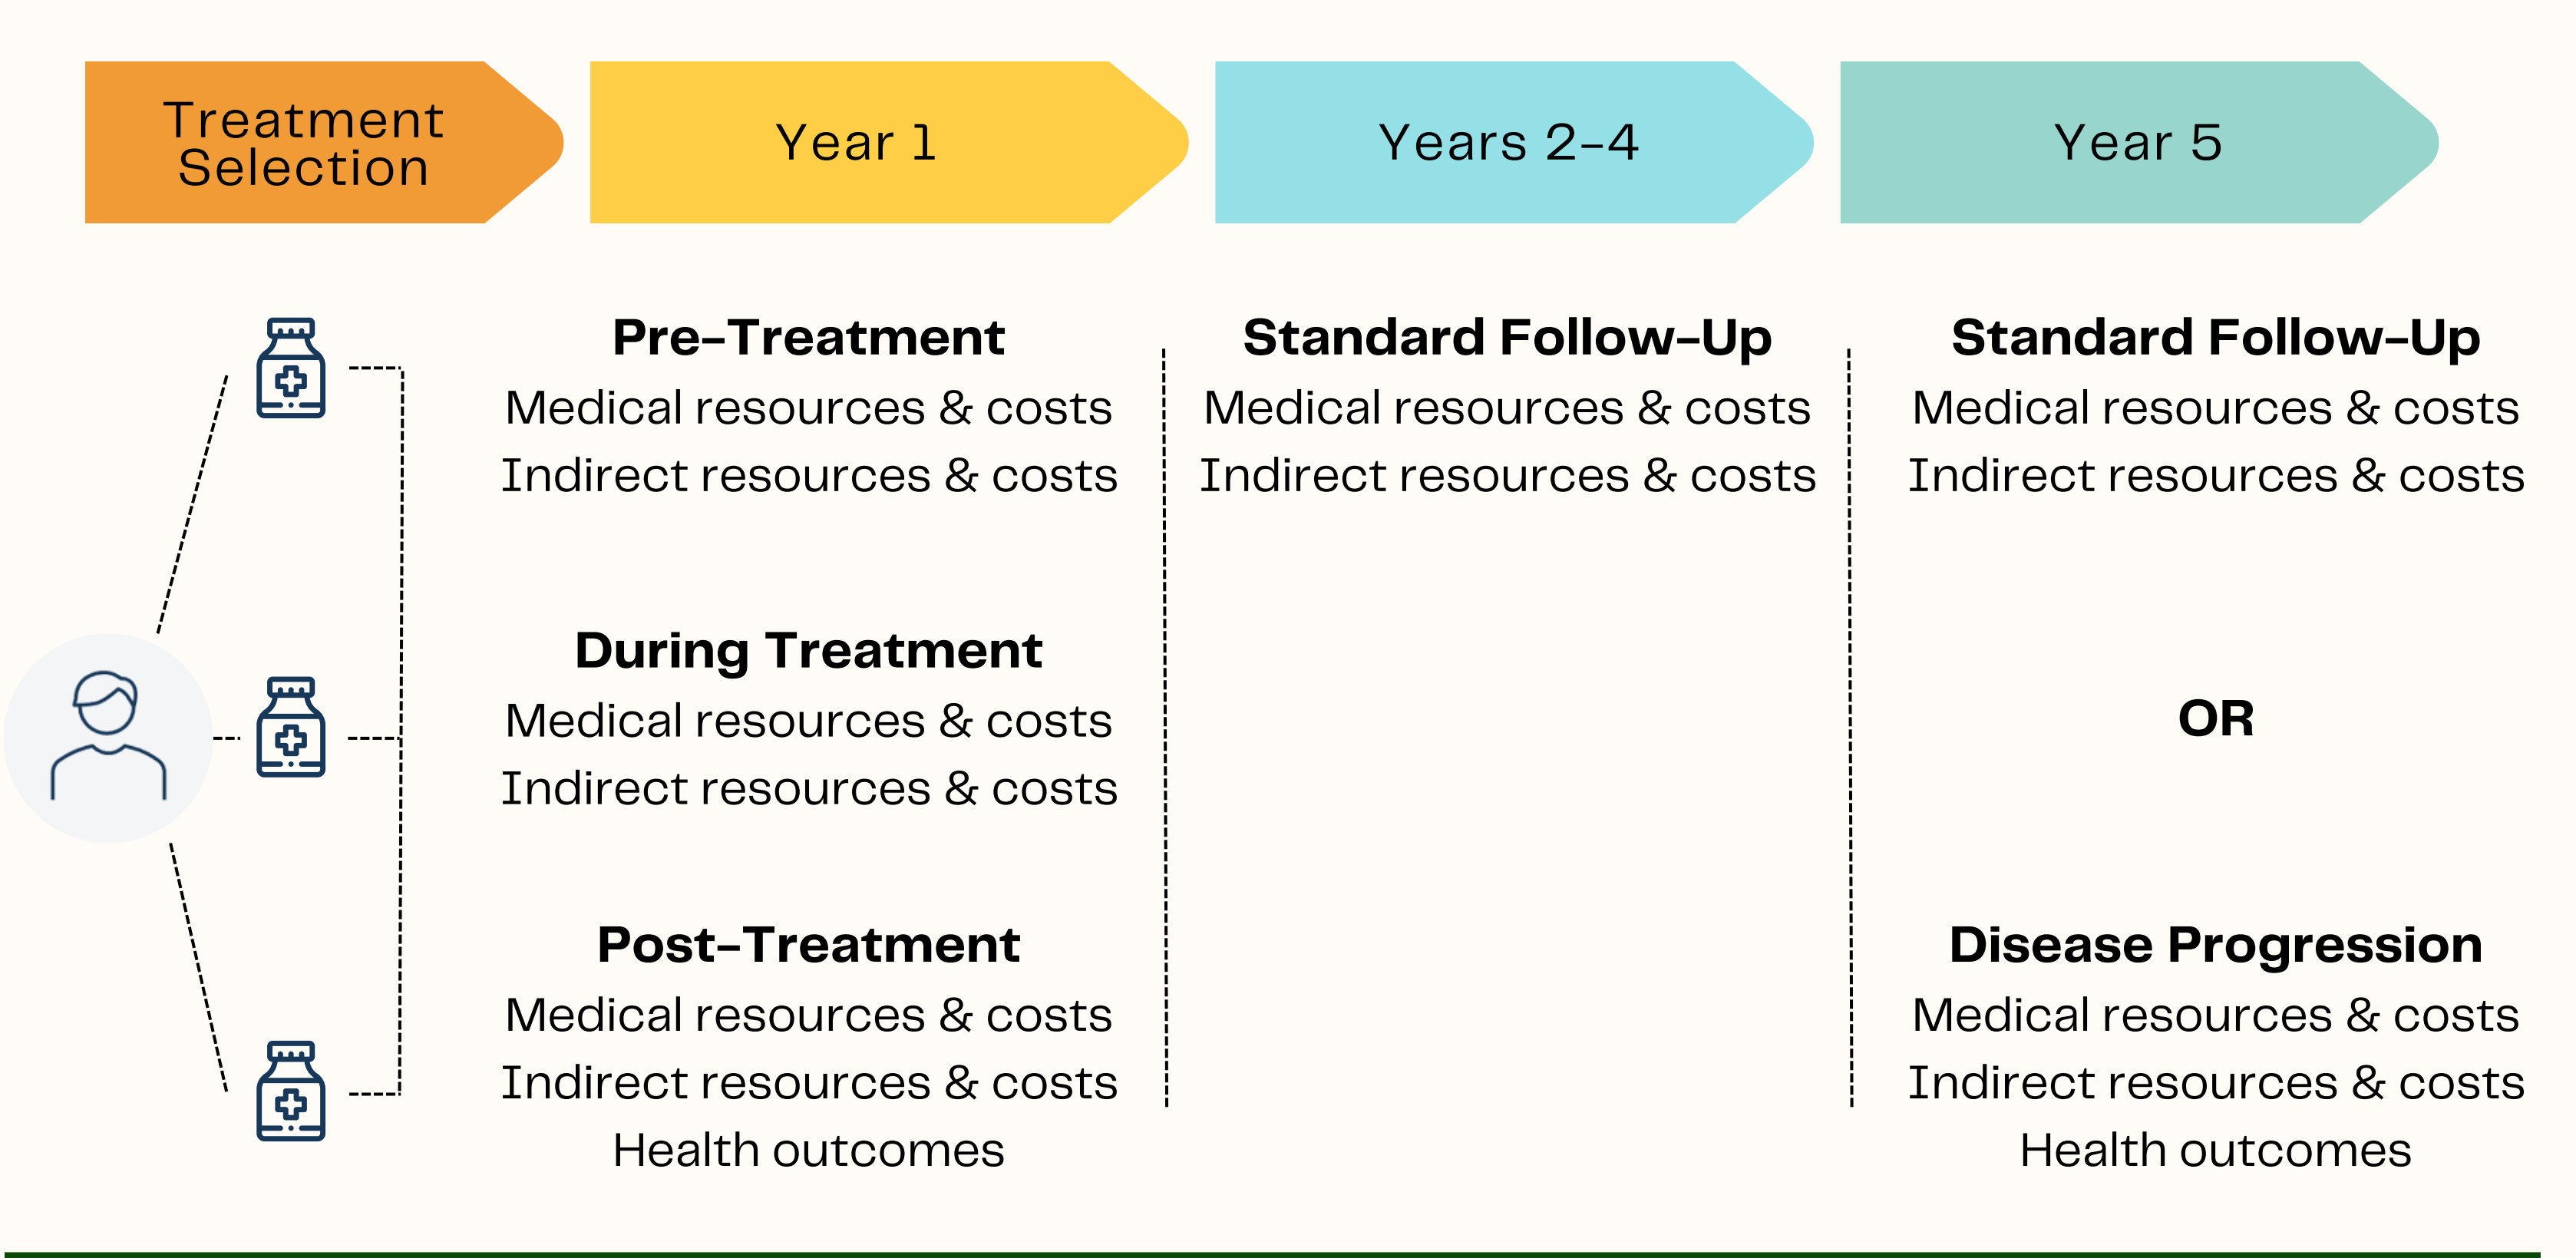 Treatment
Selection
Year 1
Years 2-4
Year 5
Pre-Treatment
Medical resources & costs
Indirect resources & costs
During Treatment
Medical resources & costs
Indirect resources & costs
Post-Treatment
Medical resources & costs
Indirect resources & costs
Health outcomes
Standard Follow-Up
Medical resources & costs
Indirect resources & costs
Standard Follow-Up
Medical resources & costs
Indirect resources & costs
OR
Disease Progression
Medical resources & costs
Indirect resources & costs
Health outcomes